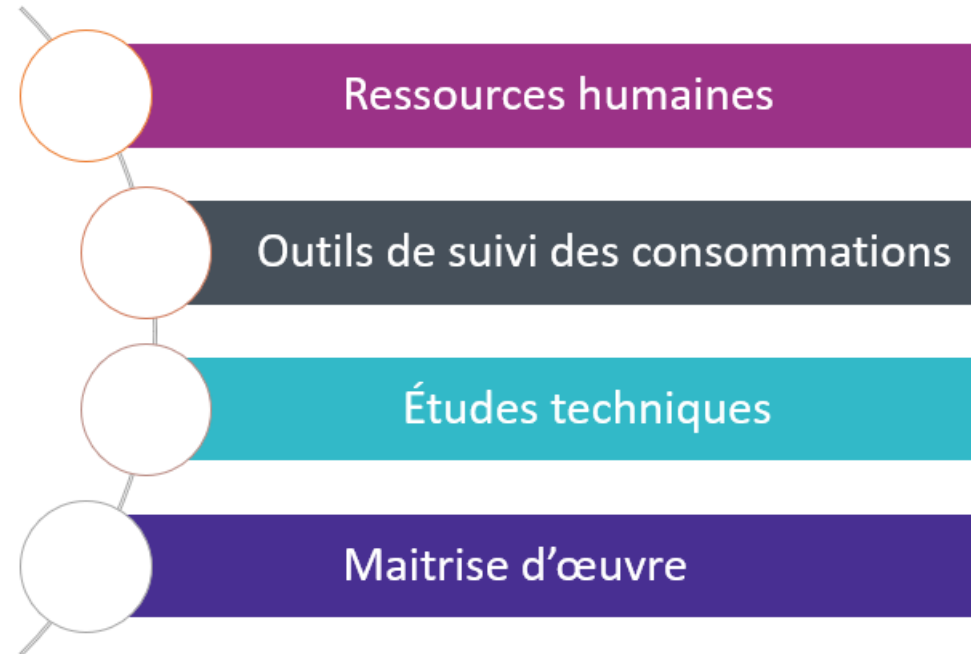 Ressources humaines
Outils de suivi des consommations
Études techniques
Maitrise d’œuvre